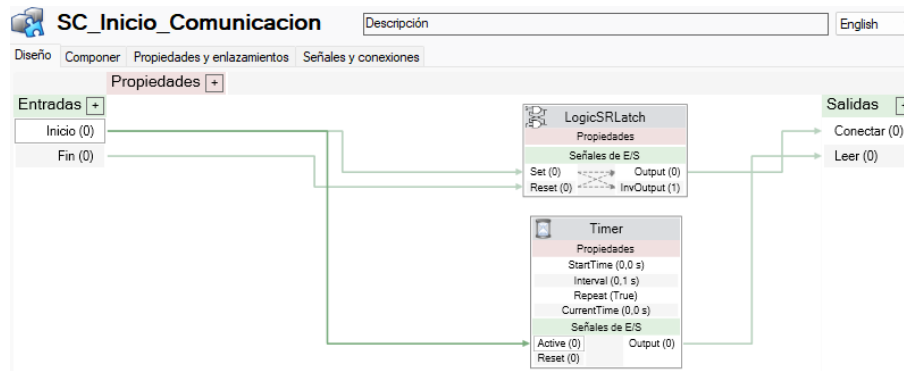 SC_Inicio_Comunicacion
Descripción
English
Diseño Componer Propiedades y enlazamientos Señales y conexiones
Propiedades +
Entradas +
Inicio (0)
Fin (0)
LogicSRLatch
Propiedades
Señales de E/S
Set (0) Output (0)
Reset (0) InvOutput (1)
Timer
Propiedades
StartTime (0,0 s)
Interval (0,1 s)
Repeat (True)
CurrentTime (0,0 s)
Señales de E/S
Active (0) Output (0)
Reset (0)
Salidas +
Conectar (0)
Leer (0)